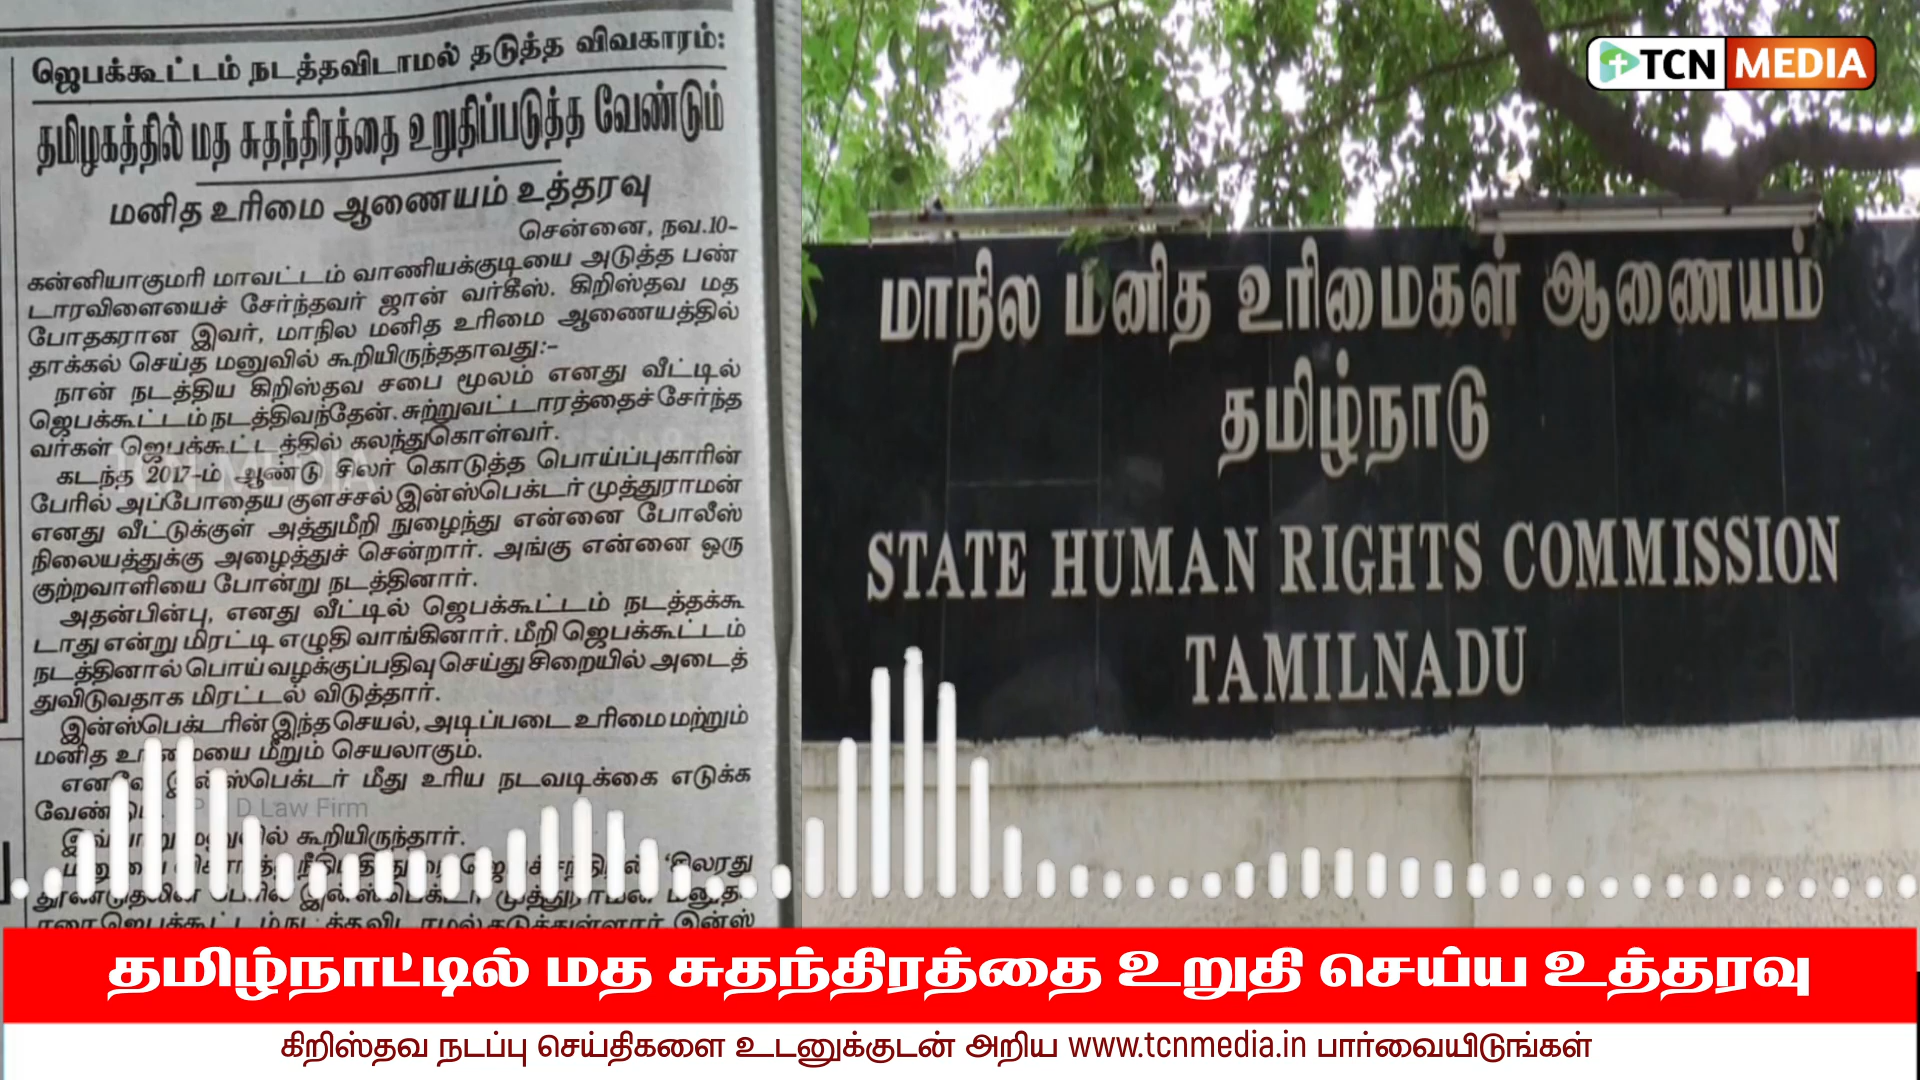 ஜெபக்கூட்டம் நடத்தவிடாமல் தடுத்த விவகாரம்:
தமிழகத்தில் மத சுதந்திரத்தை உறுதிப்படுத்த வேண்டும்
மனித உரிமை ஆணையம் உத்தரவு
சென்னை, நவ.10-
கன்னியாகுமரி மாவட்டம் வாணியக்குடியை அடுத்த பண்
டாரவிளையைச் சேர்ந்தவர் ஜான் வர்கீஸ். கிறிஸ்தவ மத
போதகரான இவர், மாநில மனித உரிமை ஆணையத்தில்
தாக்கல் செய்த மனுவில் கூறியிருந்ததாவது:-
நான் நடத்திய கிறிஸ்தவ சபை மூலம் எனது வீட்டில்
ஜெபக்கூட்டம் நடத்திவந்தேன். சுற்றுவட்டாரத்தைச் சேர்ந்த
வர்கள் ஜெபக்கூட்டத்தில் கலந்துகொள்வர்.
கடந்த 2017-ம் ஆண்டு சிலர் கொடுத்த பொய்ப்புகாரின்
பேரில் அப்போதைய குளச்சல் இன்ஸ்பெக்டர் முத்துராமன்
எனது வீட்டுக்குள் அத்துமீறி நுழைந்து என்னை போலீஸ்
நிலையத்துக்கு அழைத்துச் சென்றார். அங்கு என்னை ஒரு
குற்றவாளியை போன்று நடத்தினார்.
அதன்பின்பு, எனது வீட்டில் ஜெபக்கூட்டம் நடத்தக்கூ
டாது என்று மிரட்டி எழுதி வாங்கினார். மீறி ஜெபக்கூட்டம்
நடத்தினால் பொய் வழக்குப்பதிவு செய்து சிறையில் அடைத்
துவிடுவதாக மிரட்டல் விடுத்தார்.
இன்ஸ்பெக்டரின் இந்த செயல், அடிப்படை உரிமை மற்றும்
மனித உரிமையை மீறும் செயலாகும்.
எனவே இன்ஸ்பெக்டர் மீது உரிய நடவடிக்கை எடுக்க
வேண்டும்.
D Law Firm
இவ்வாறு மனுவில் கூறியிருந்தார்.
TCN MEDIA
TCN MEDIA
மாநில மனித உரிமைகள் ஆணையம்
தமிழ்நாடு
STATE HUMAN RIGHTS COMMISSION
TAMILNADU
தமிழ்நாட்டில் மத சுதந்திரத்தை உறுதி செய்ய உத்தரவு
கிறிஸ்தவ நடப்பு செய்திகளை உடனுக்குடன் அறிய www.tcnmedia.in பார்வையிடுங்கள்